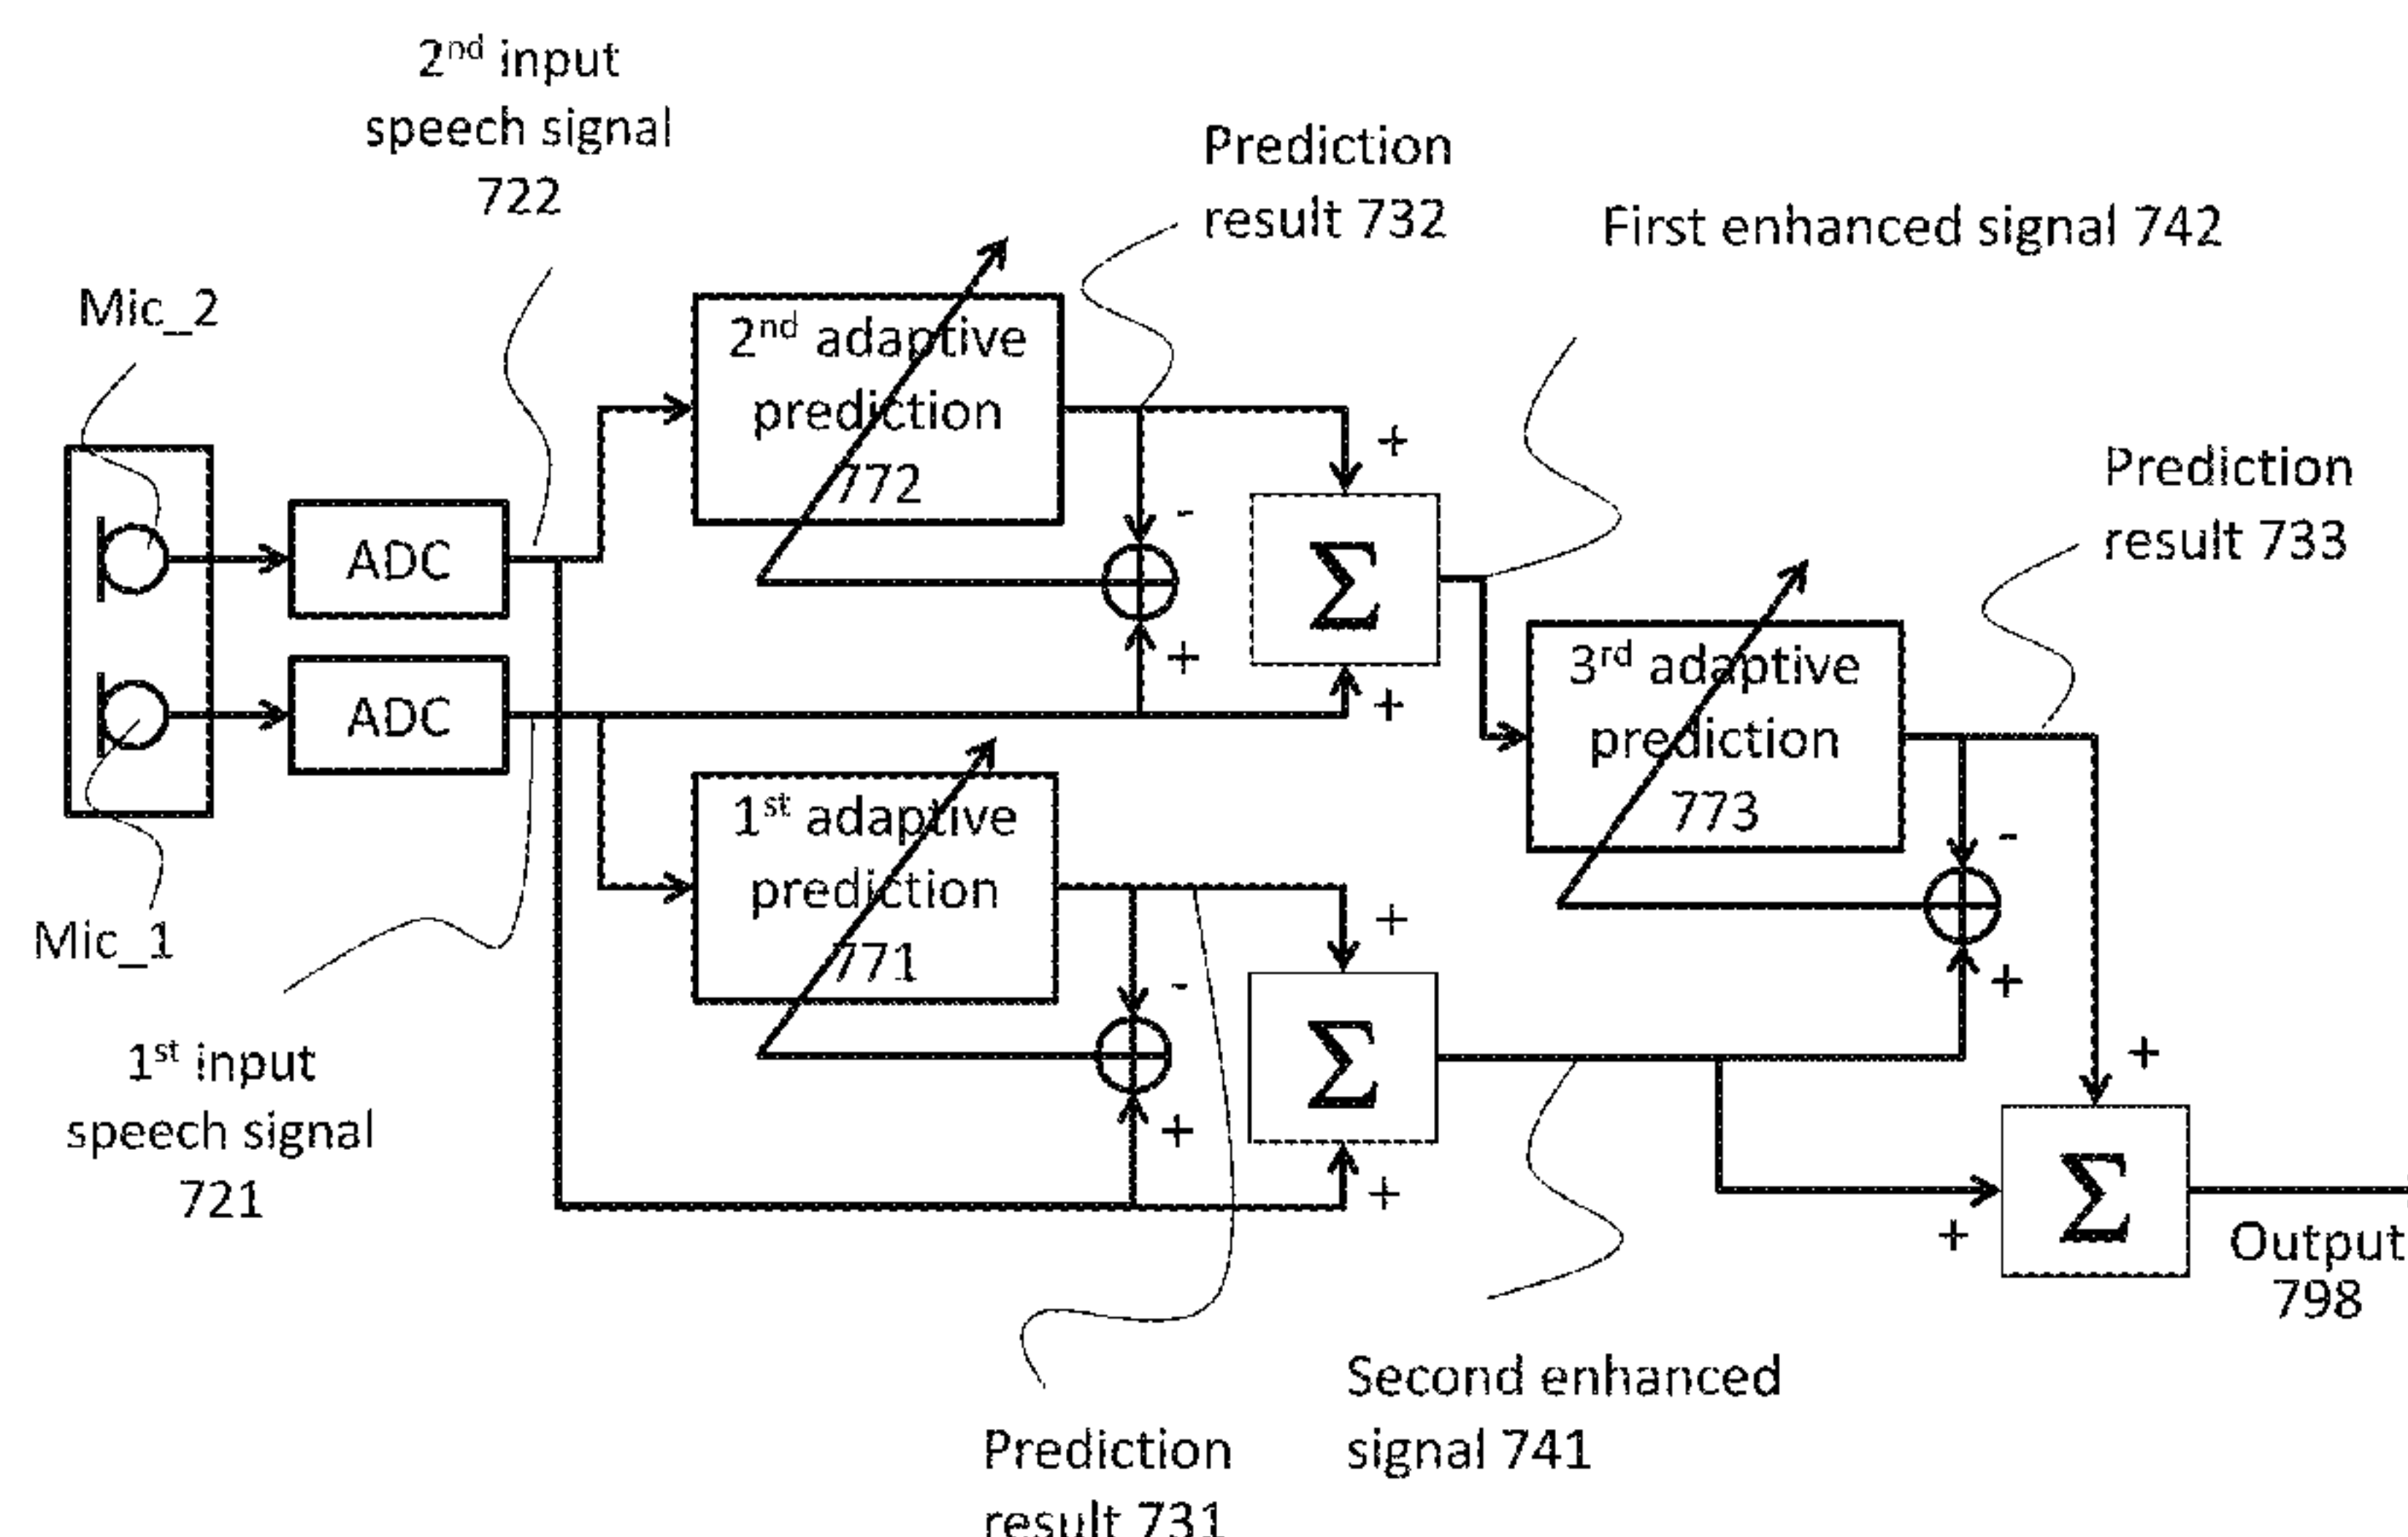 2nd input
speech signal
722
Prediction
result 732
First enhanced signal 742
Mic_2
2nd adaptive
prediction
772
+
Prediction
result 733
-
ADC
Σ
+
+
3rd adaptive
prediction
773
ADC
1st adaptive
prediction
771
-
+
Mic_1
-
+
Σ
1st input
speech signal
721
+
+
+
Σ
+
Output
798
Second enhanced
signal 741
Prediction
result 731